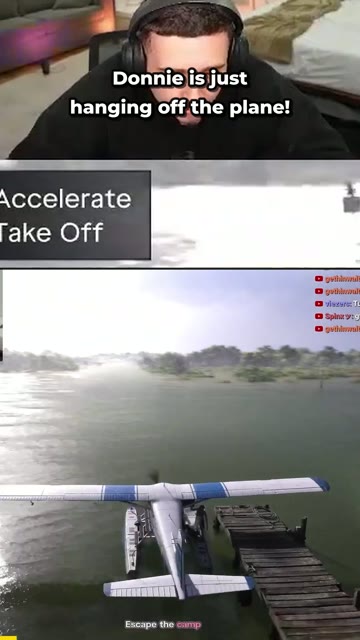 Donnie is just
hanging off the plane!
Accelerate
Take Off
Escape the camp